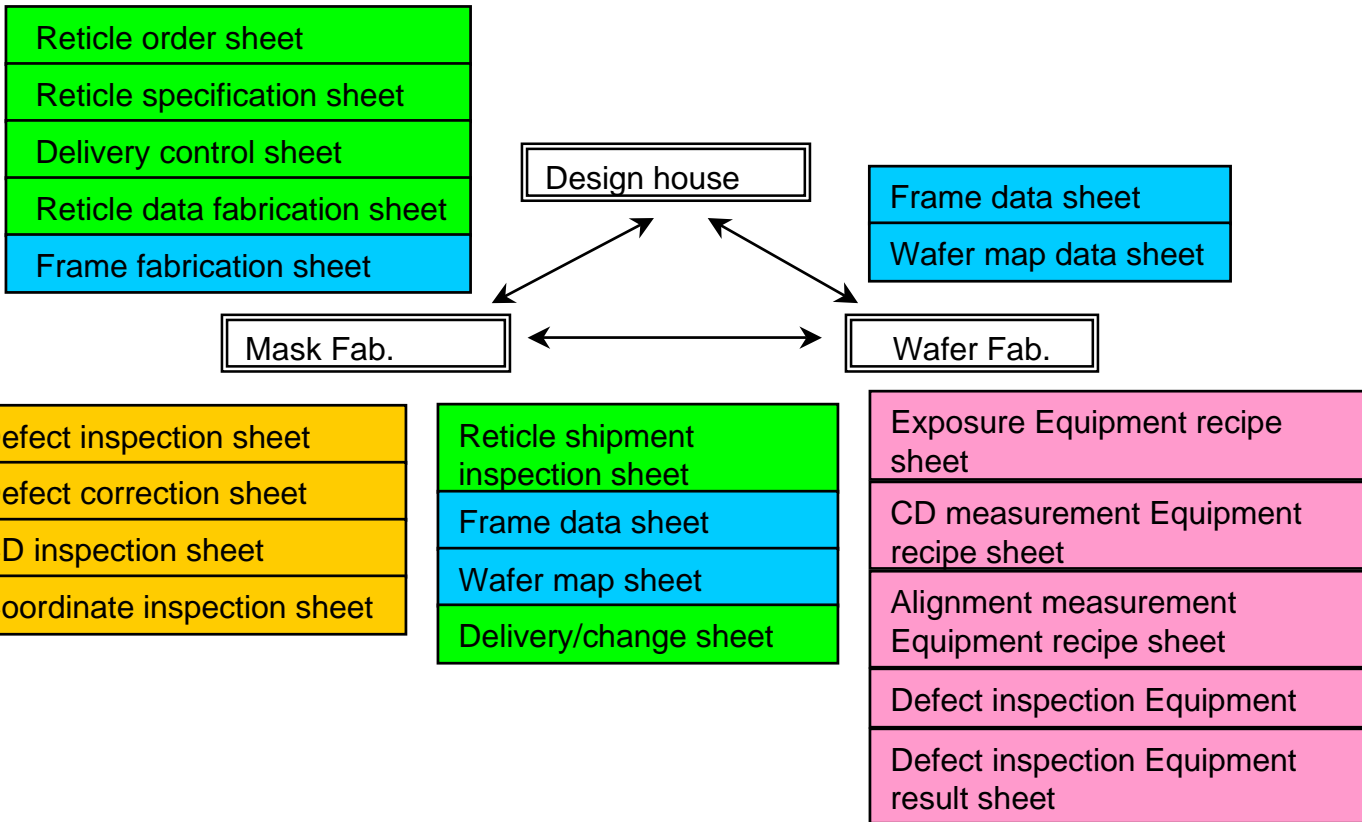 Reticle order sheet
Reticle specification sheet
Delivery control sheet
Reticle data fabrication sheet
Frame fabrication sheet
Design house
Frame data sheet
Wafer map data sheet
Mask Fab.
Wafer Fab.
efect inspection sheet
efect correction sheet
D inspection sheet
oordinate inspection sheet
Reticle shipment
inspection sheet
Frame data sheet
Wafer map sheet
Delivery/change sheet
Exposure Equipment recipe
sheet
CD measurement Equipment
recipe sheet
Alignment measurement
Equipment recipe sheet
Defect inspection Equipment
Defect inspection Equipment
result sheet